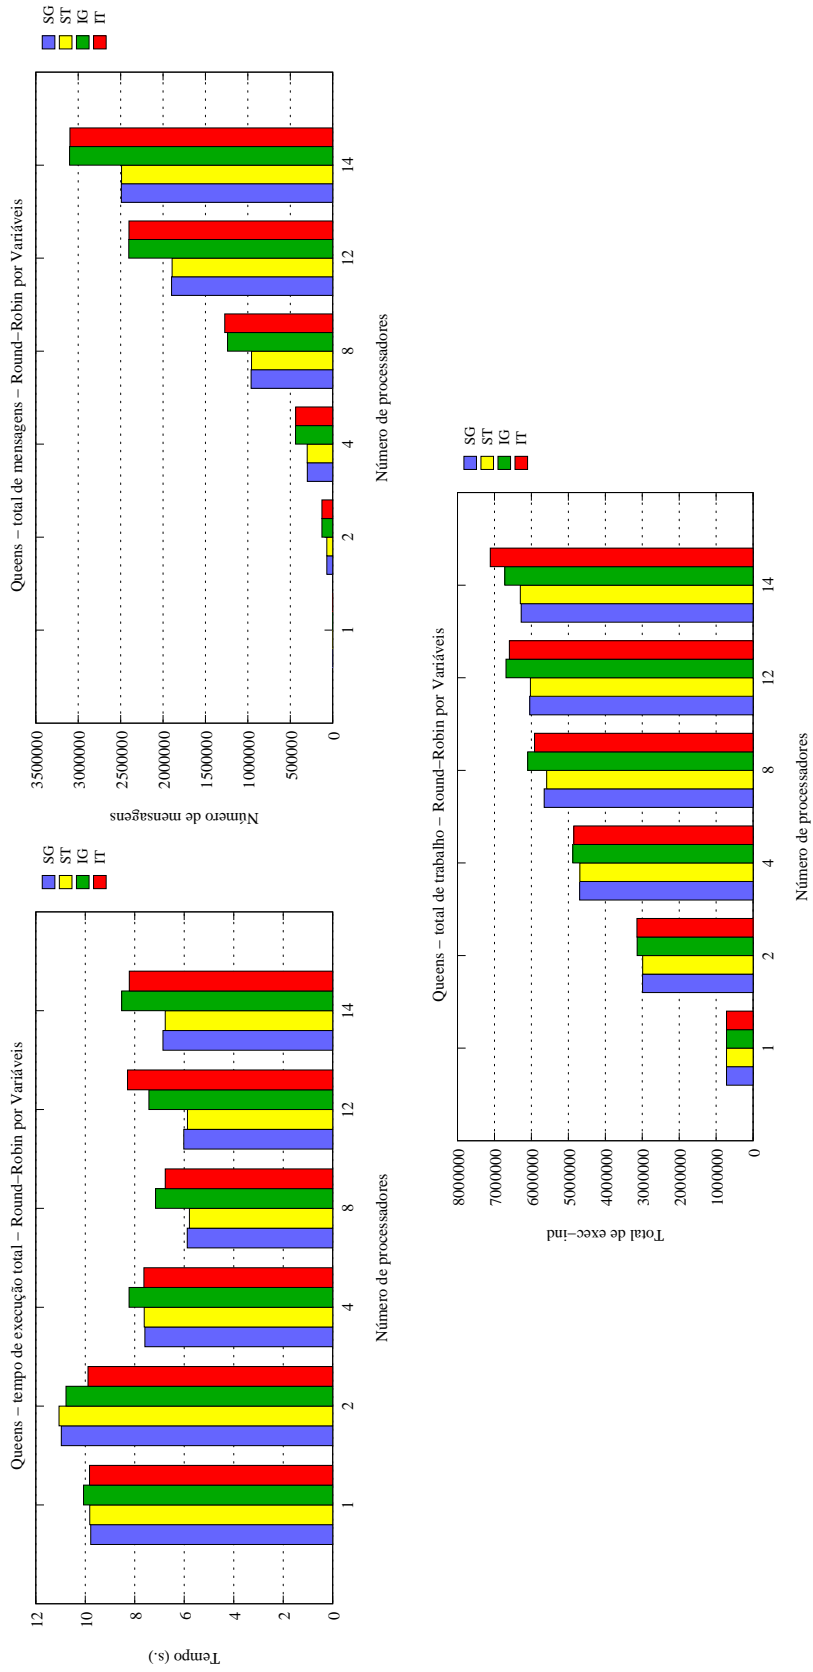 Queens − tempo de execução total − Round−Robin por Variáveis
12
10
8
6
4
2
0
Tempo (s.)
1
2
4
8
12
14
Número de processadores
SG
ST
IG
IT
Queens − total de mensagens − Round−Robin por Variáveis
3500000
3000000
2500000
2000000
1500000
1000000
500000
0
Número de mensagens
1
2
4
8
12
14
Número de processadores
SG
ST
IG
IT
Queens − total de trabalho − Round−Robin por Variáveis
8000000
7000000
6000000
5000000
4000000
3000000
2000000
1000000
0
Total de exec−ind
1
2
4
8
12
14
Número de processadores
SG
ST
IG
IT